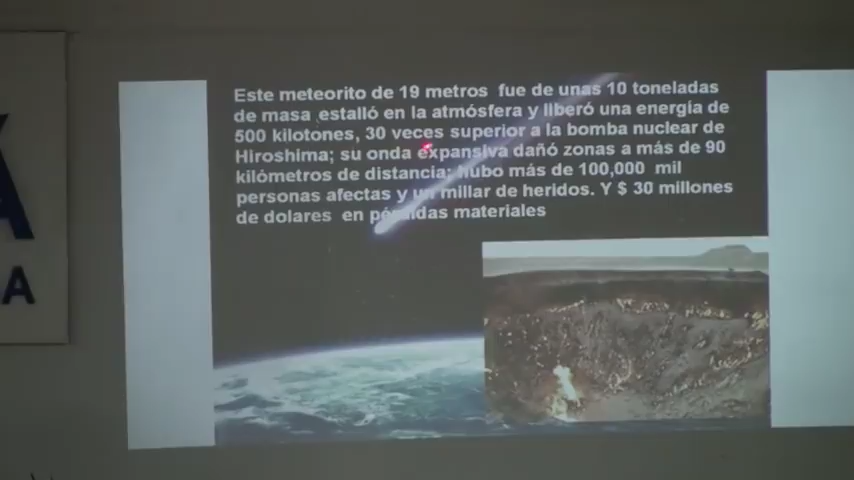 Este meteorito de 19 metros fue de unas 10 toneladas
de masa estalló en la atmósfera y liberó una energía de
500 kilotones, 30 veces superior a la bomba nuclear de
Hiroshima; su onda expansiva dañó zonas a más de 90
kilómetros de distancia; hubo más de 100,000 mil
personas afectas y un millar de heridos. Y $ 30 millones
de dolares en pérdidas materiales
A
A